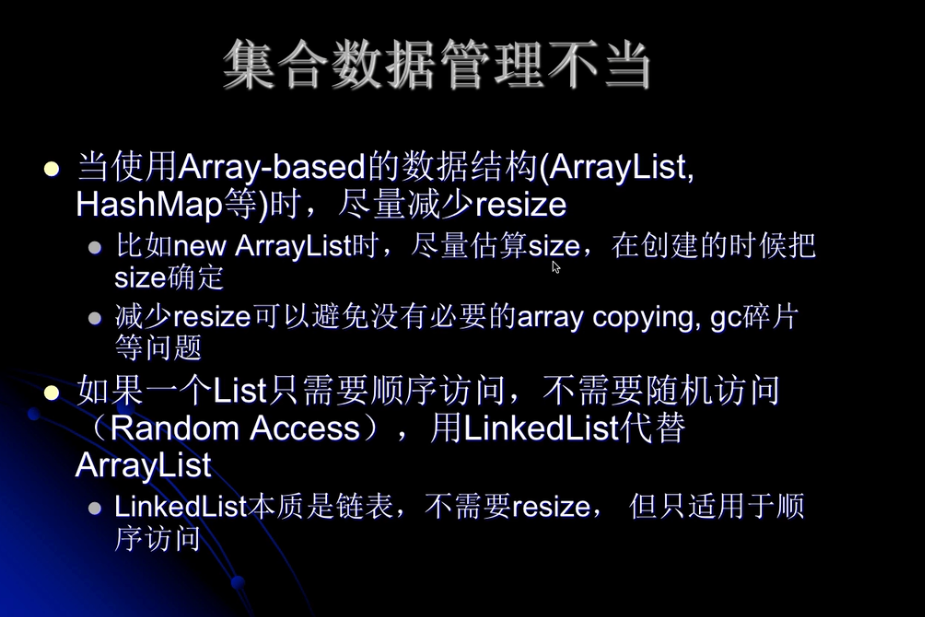 集合数据管理不当
当使用Array-based的数据结构(ArrayList,
HashMap等)时，尽量减少resize
比如new ArrayList时，尽量估算size，在创建的时候把
size确定
减少resize可以避免没有必要的array copying, gc碎片
等问题
如果一个List只需要顺序访问，不需要随机访问
（Random Access），用LinkedList代替
ArrayList
LinkedList本质是链表，不需要resize， 但只适用于顺
序访问